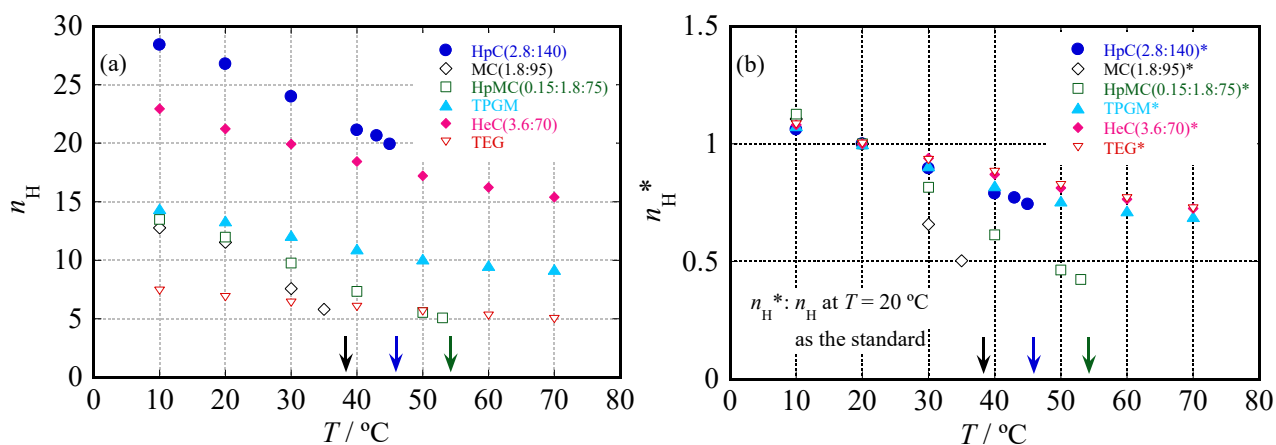 30
25
20
15
10
5
0
n_H
(a)
HpC(2.8:140)
MC(1.8:95)
HpMC(0.15:1.8:75)
TPGM
HeC(3.6:70)
TEG
0 10 20 30 40 50 60 70 80
T / ºC
1.5
1
0.5
0
n_H*
(b)
HpC(2.8:140)*
MC(1.8:95)*
HpMC(0.15:1.8:75)*
TPGM*
HeC(3.6:70)*
TEG*
n_H*: n_H at T = 20 ºC
as the standard
0 10 20 30 40 50 60 70 80
T / ºC